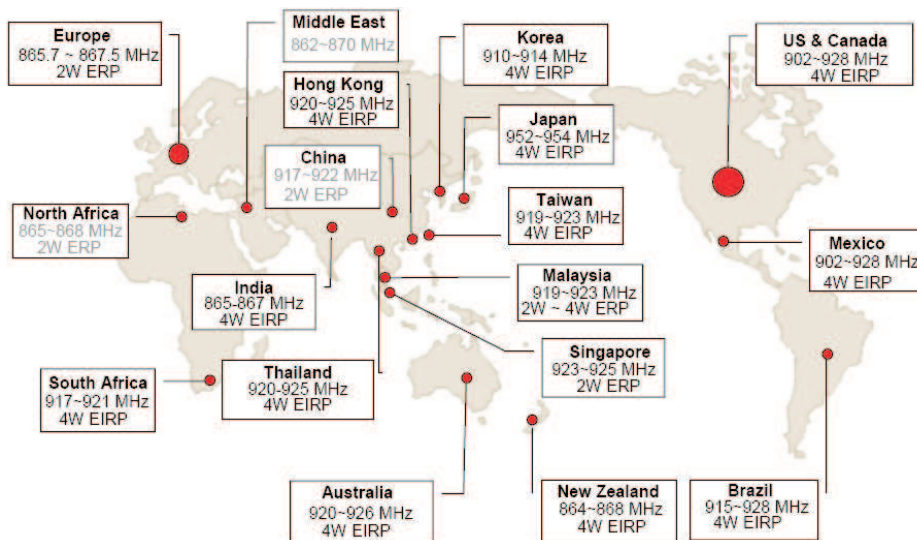 Europe
865.7 ~ 867.5 MHz
2W ERP
Middle East
862~870 MHz
Korea
910~914 MHz
4W EIRP
US & Canada
902~928 MHz
4W EIRP
Hong Kong
920~925 MHz
4W EIRP
Japan
952~954 MHz
4W EIRP
China
917~922 MHz
2W ERP
North Africa
865~868 MHz
2W ERP
Taiwan
919~923 MHz
4W EIRP
Mexico
902~928 MHz
4W EIRP
India
865-867 MHz
4W EIRP
Malaysia
919~923 MHz
2W ~ 4W ERP
Singapore
923~925 MHz
2W ERP
South Africa
917~921 MHz
4W EIRP
Thailand
920-925 MHz
4W EIRP
Australia
920~926 MHz
4W EIRP
New Zealand
864~868 MHz
4W EIRP
Brazil
915~928 MHz
4W EIRP